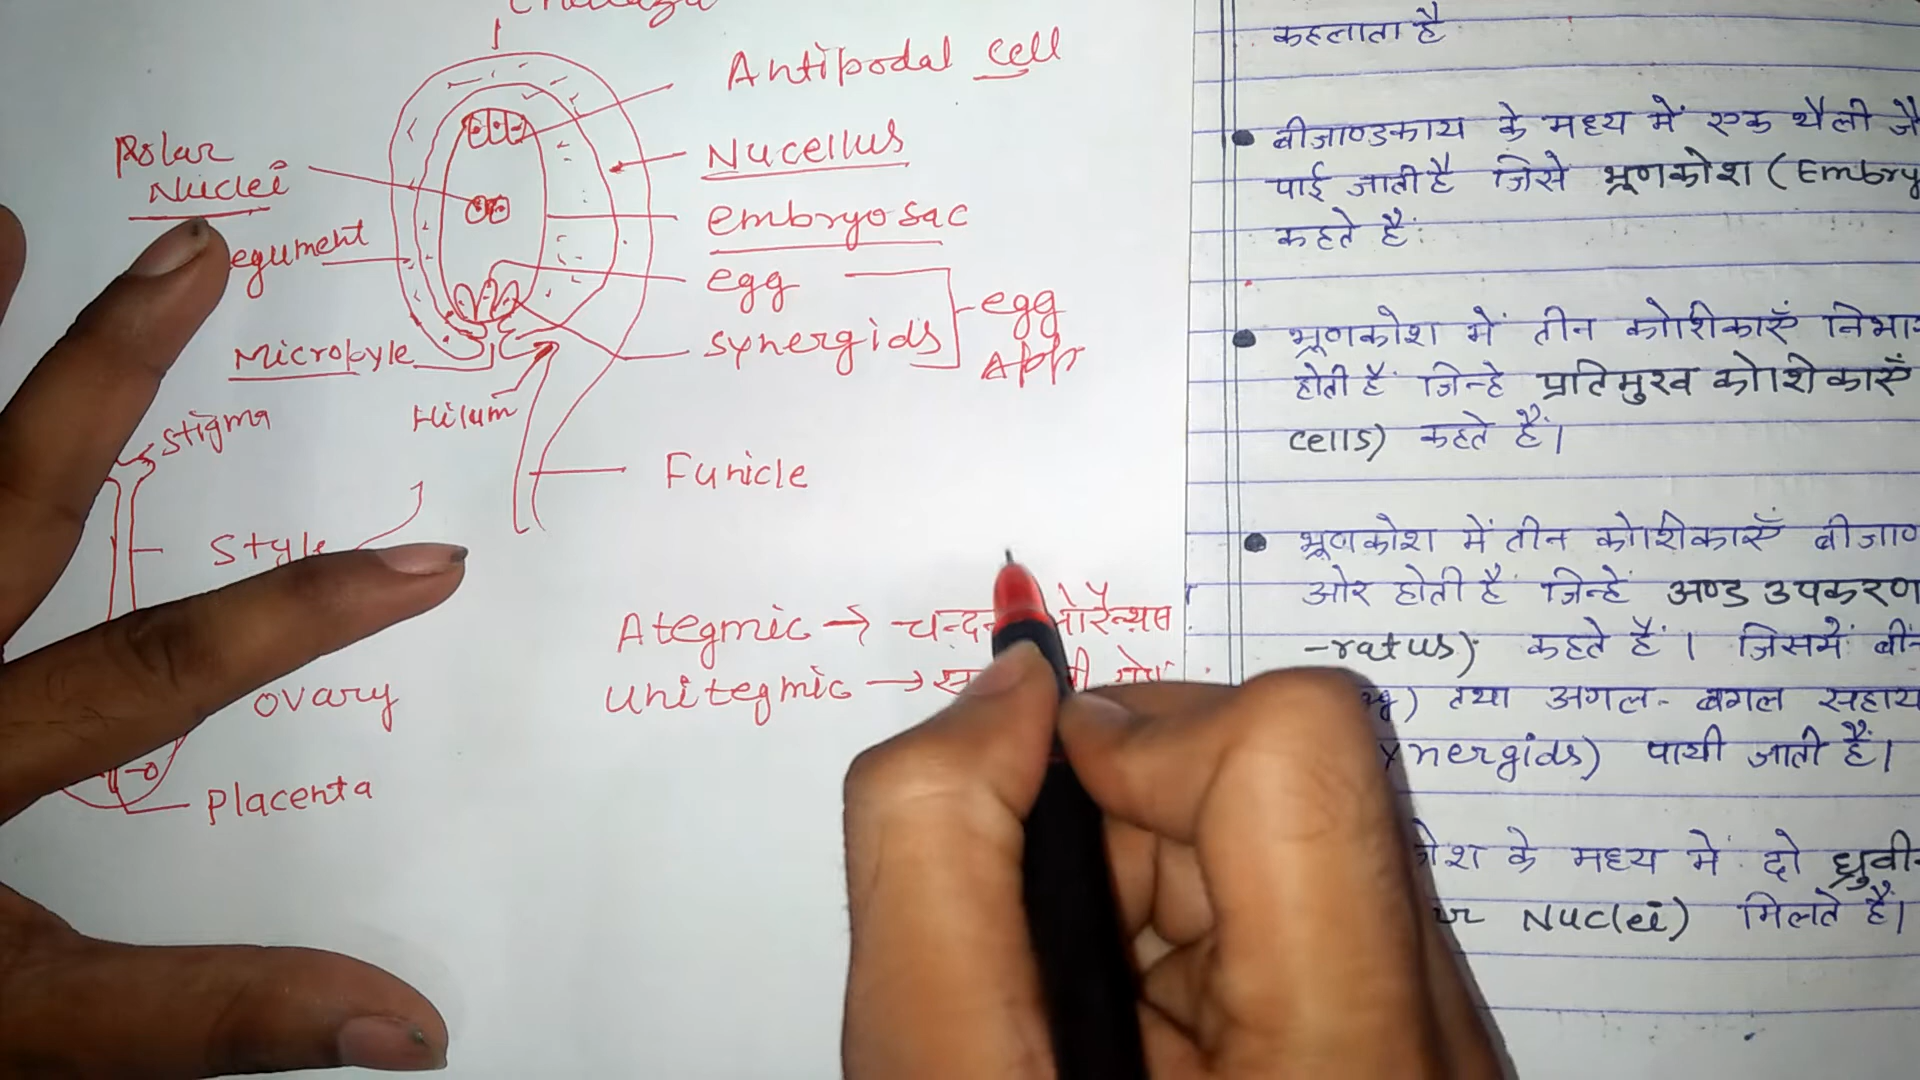 Chalaza
Antipodal cell
Polar
Nuclei
Nucellus
egument
embryo sac
egg
synergids
egg
App
Micropyle
Hilum
stigma
Funicle
Style
Ategmic →
Unitegmic →
ovary
Placenta
कहलाता है
बीजाण्डकाय के मध्य में एक थैली जै
पाई जाती है जिसे भ्रूणकोश (Embry
कहते हैं
भ्रूणकोश में तीन कोशिकाएँ निभा
होती हैं जिन्हे प्रतिमुख कोशिकाएँ
cells) कहते हैं।
भ्रूणकोश में तीन कोशिकाएँ बीजाण
ओर होती हैं जिन्हें अण्ड उपकरण
-ratus) कहते हैं। जिसमें बी
) तथा अगल-बगल सहाय
ynergids) पायी जाती हैं।
ोश के मध्य में दो ध्रुवी
Nuclei) मिलते हैं।